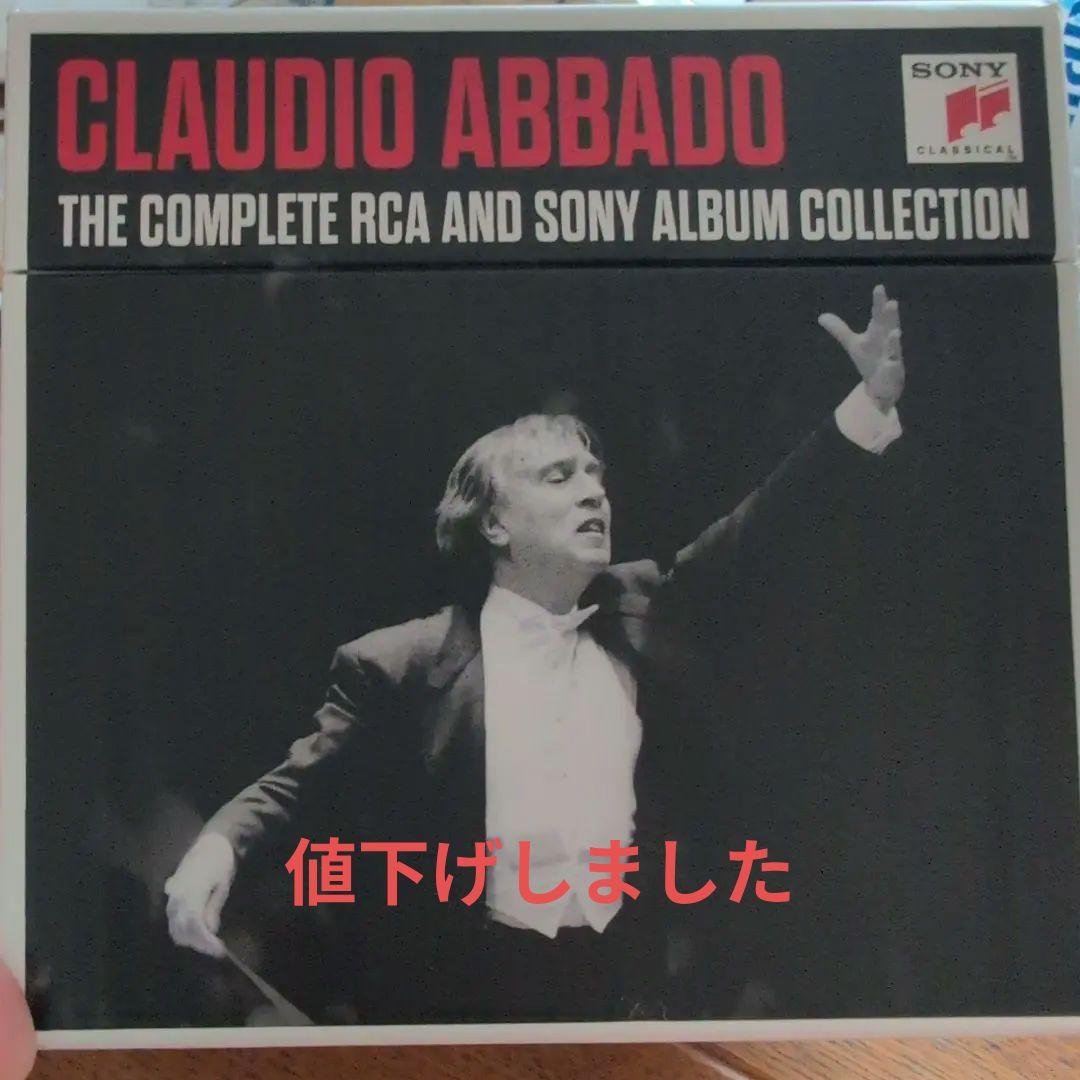 CLAUDIO ABBADO
SONY
CLASSICAL
THE COMPLETE RCA AND SONY ALBUM COLLECTION
値下げしました